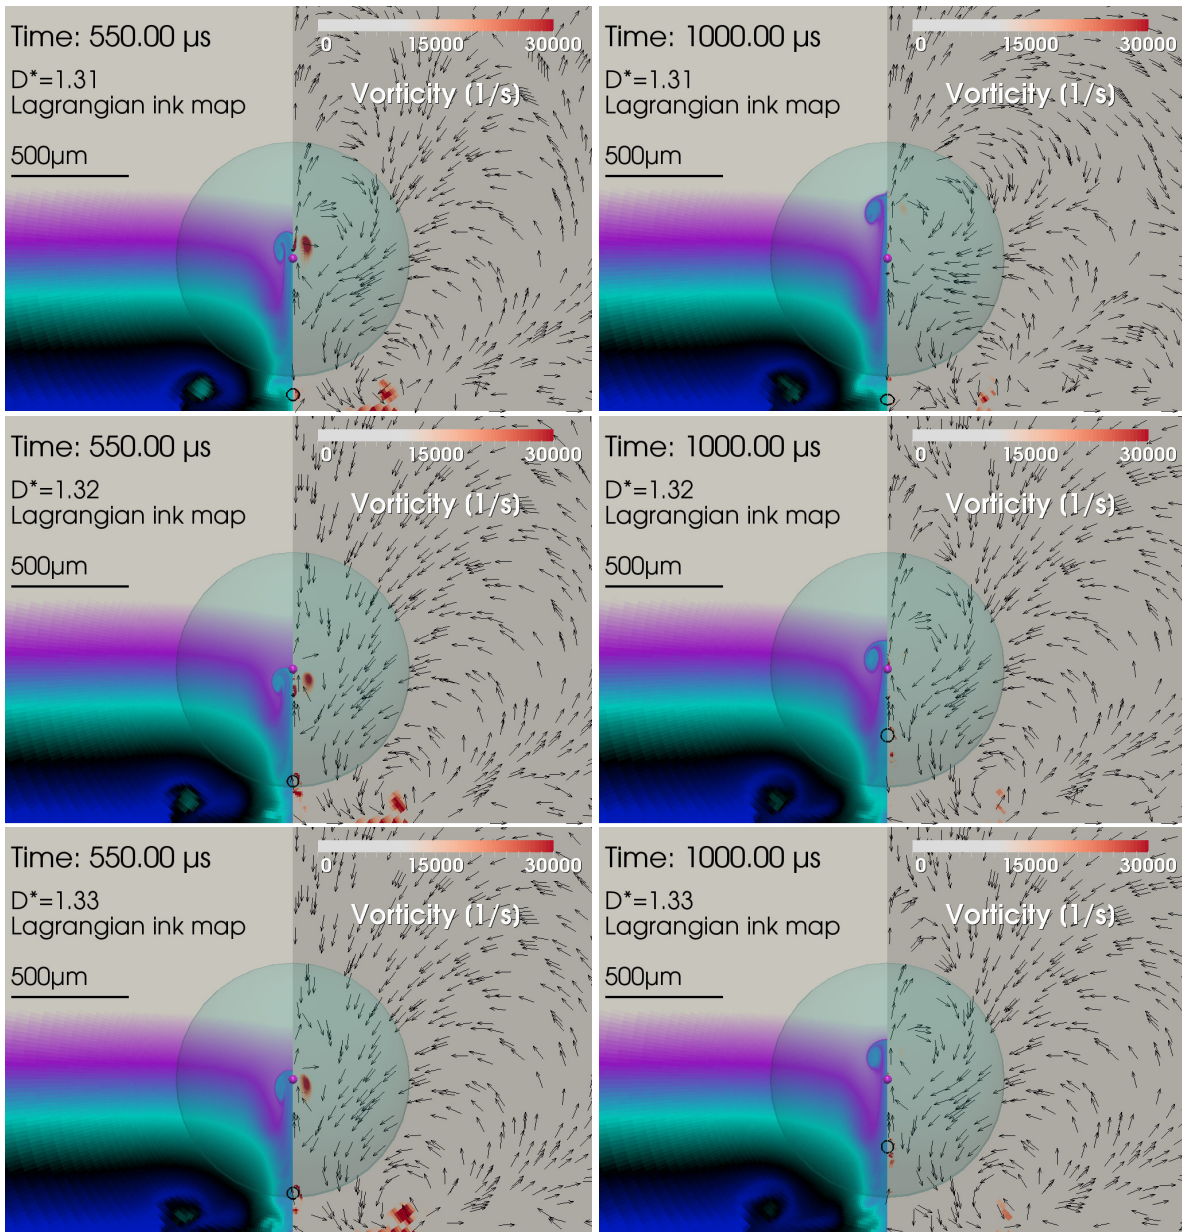 Time: 550.00 µs
D*=1.31
Lagrangian ink map
500µm
0 15000 30000
Vorticity (1/s)
Time: 1000.00 µs
D*=1.31
Lagrangian ink map
500µm
0 15000 30000
Vorticity (1/s)
Time: 550.00 µs
D*=1.32
Lagrangian ink map
500µm
0 15000 30000
Vorticity (1/s)
Time: 1000.00 µs
D*=1.32
Lagrangian ink map
500µm
0 15000 30000
Vorticity (1/s)
Time: 550.00 µs
D*=1.33
Lagrangian ink map
500µm
0 15000 30000
Vorticity (1/s)
Time: 1000.00 µs
D*=1.33
Lagrangian ink map
500µm
0 15000 30000
Vorticity (1/s)